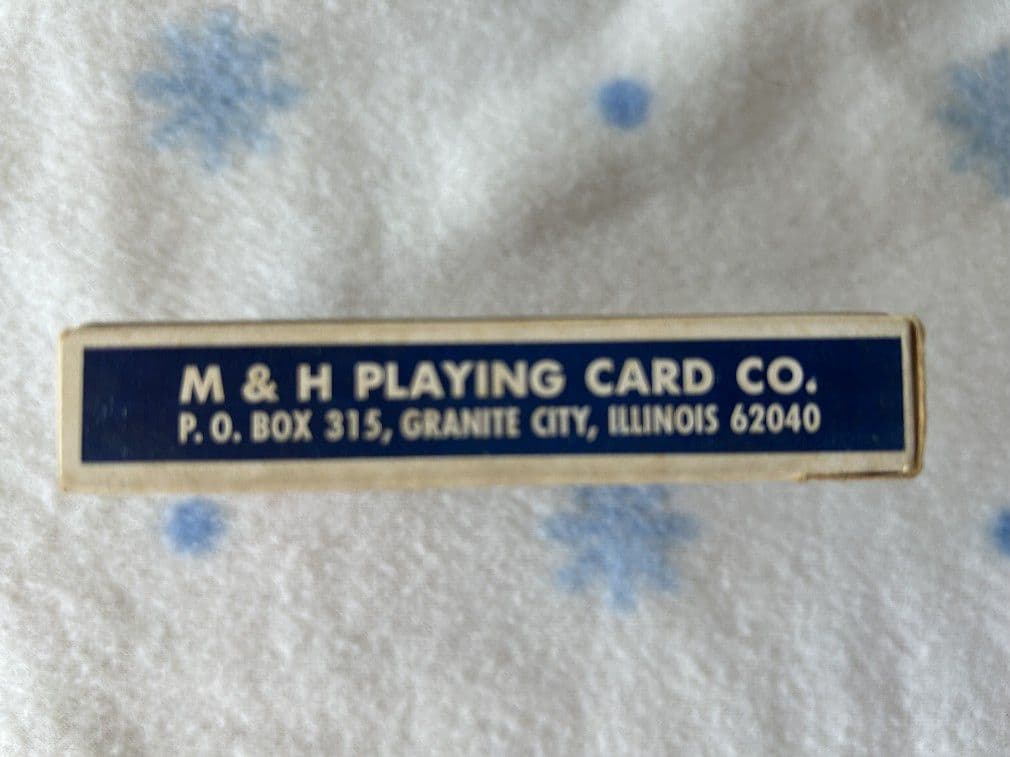 M & H PLAYING CARD CO.
P. O. BOX 315, GRANITE CITY, ILLINOIS 62040